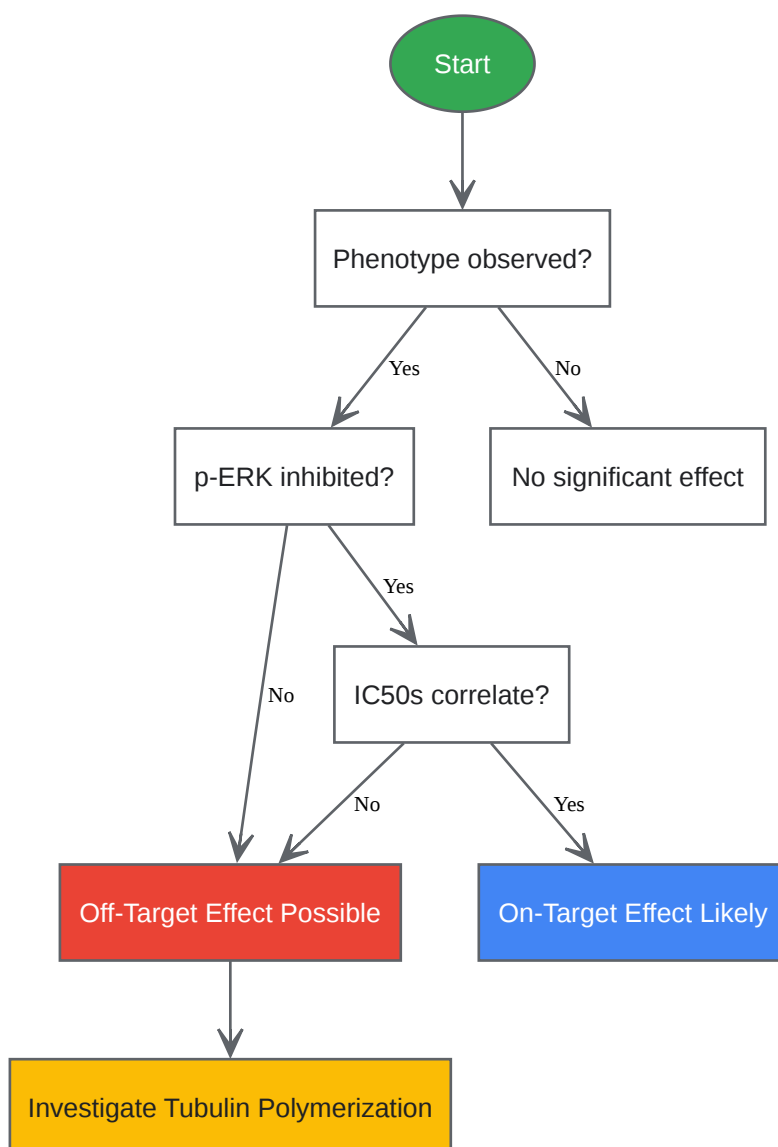 Start
Phenotype observed?
Yes
No
p-ERK inhibited?
No significant effect
Yes
IC50s correlate?
No
No
Yes
Off-Target Effect Possible
On-Target Effect Likely
Investigate Tubulin Polymerization